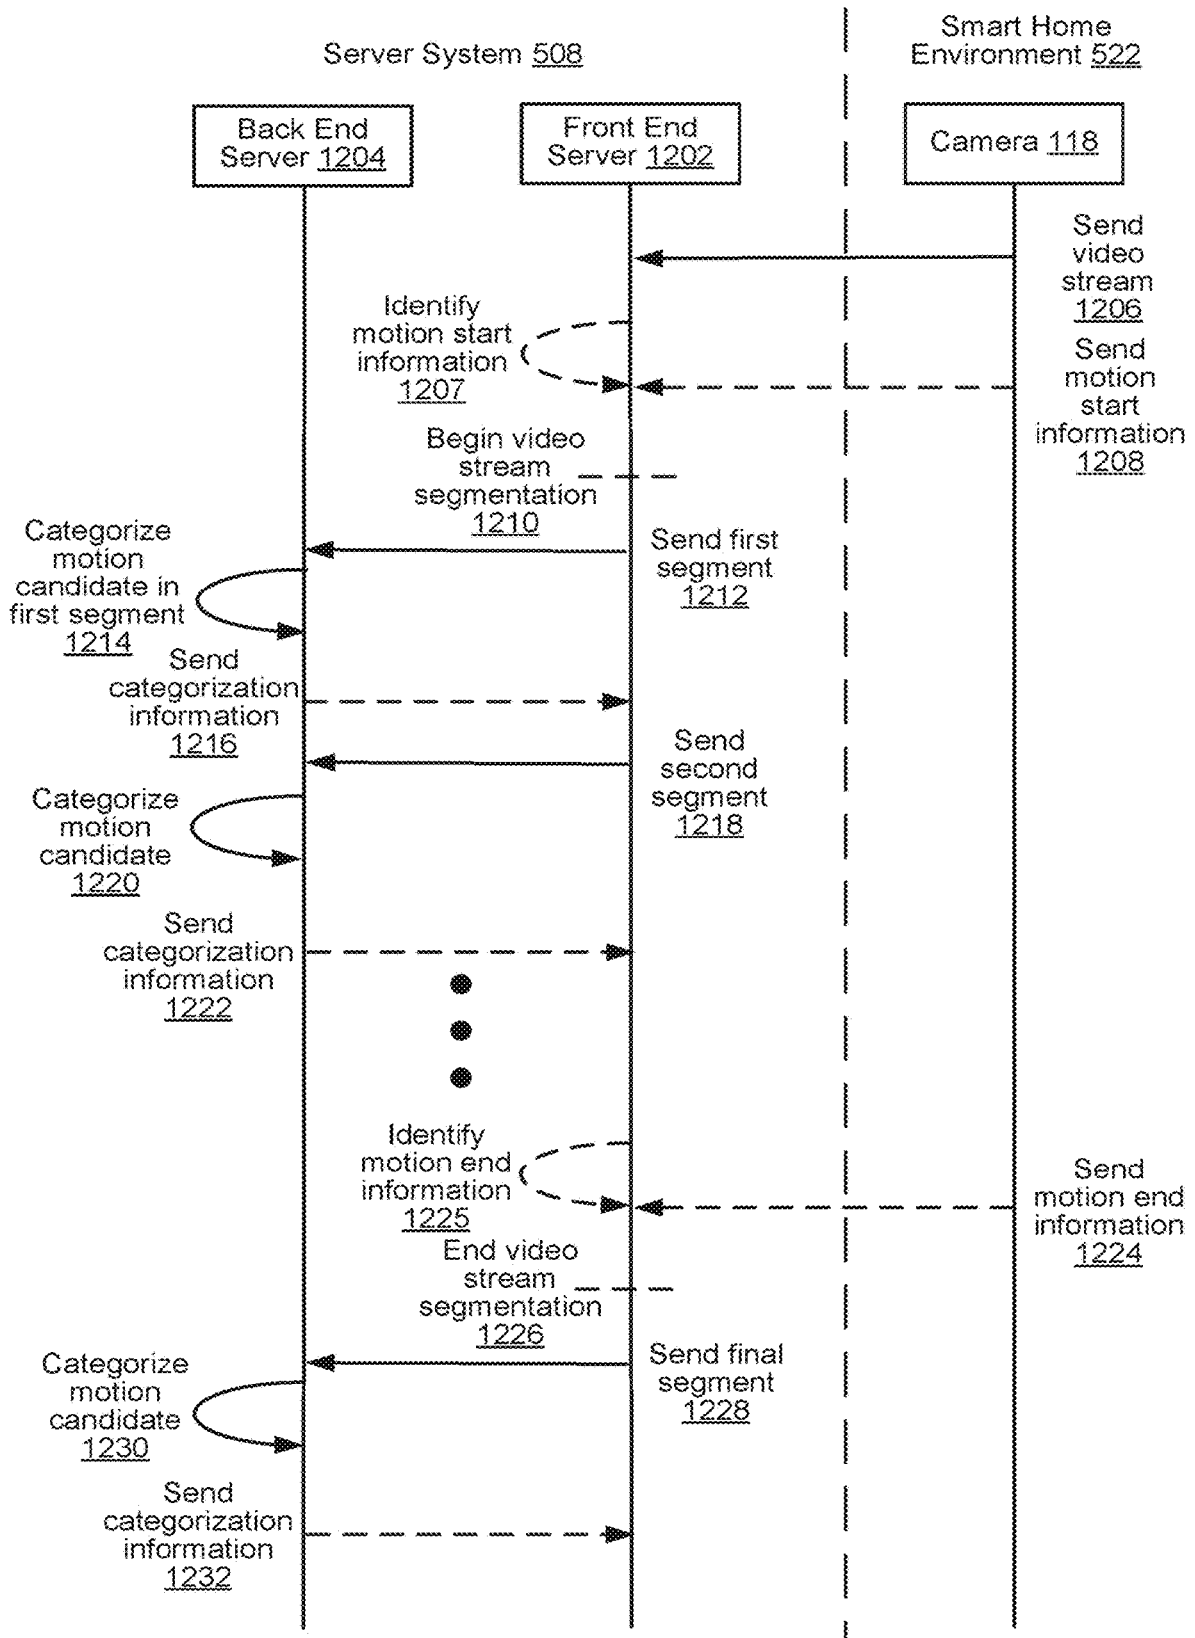 Server System 508
Smart Home
Environment 522
Back End
Server 1204
Front End
Server 1202
Camera 118
Send
video
stream
1206
Identify
motion start
information
1207
Send
motion
start
information
1208
Begin video
stream
segmentation
1210
Send first
segment
1212
Categorize
motion
candidate in
first segment
1214
Send
categorization
information
1216
Send
second
segment
1218
Categorize
motion
candidate
1220
Send
categorization
information
1222
Identify
motion end
information
1225
Send
motion end
information
1224
End video
stream
segmentation
1226
Send final
segment
1228
Categorize
motion
candidate
1230
Send
categorization
information
1232